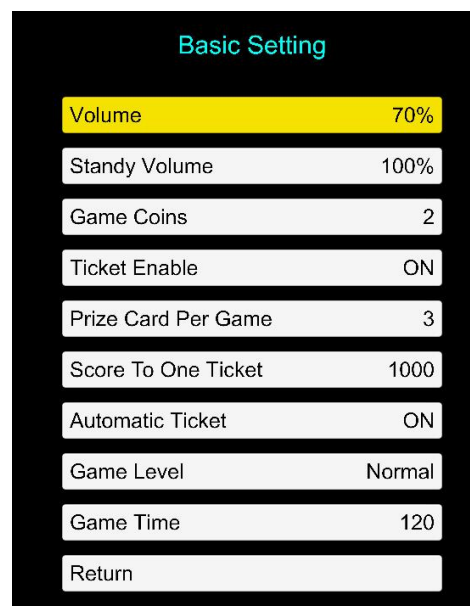 Basic Setting
Volume 70%
Standy Volume 100%
Game Coins 2
Ticket Enable ON
Prize Card Per Game 3
Score To One Ticket 1000
Automatic Ticket ON
Game Level Normal
Game Time 120
Return